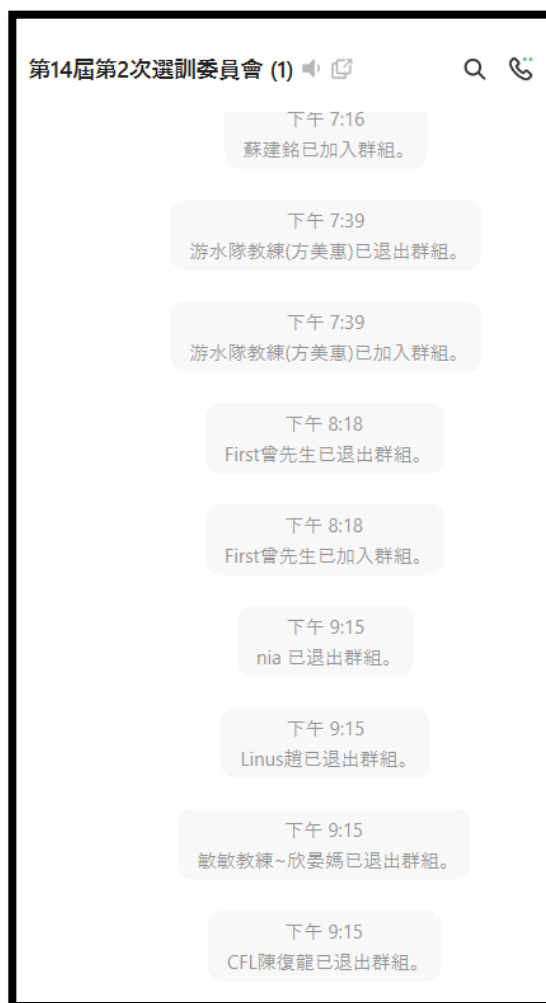 第14屆第2次選訓委員會 (1)
下午 7:16
蘇建銘已加入群組。
下午 7:39
游水隊教練(方美惠)已退出群組。
下午 7:39
游水隊教練(方美惠)已加入群組。
下午 8:18
First曾先生已退出群組。
下午 8:18
First曾先生已加入群組。
下午 9:15
nia 已退出群組。
下午 9:15
Linus趙已退出群組。
下午 9:15
敏敏教練~欣晏媽已退出群組。
下午 9:15
CFL陳復龍已退出群組。